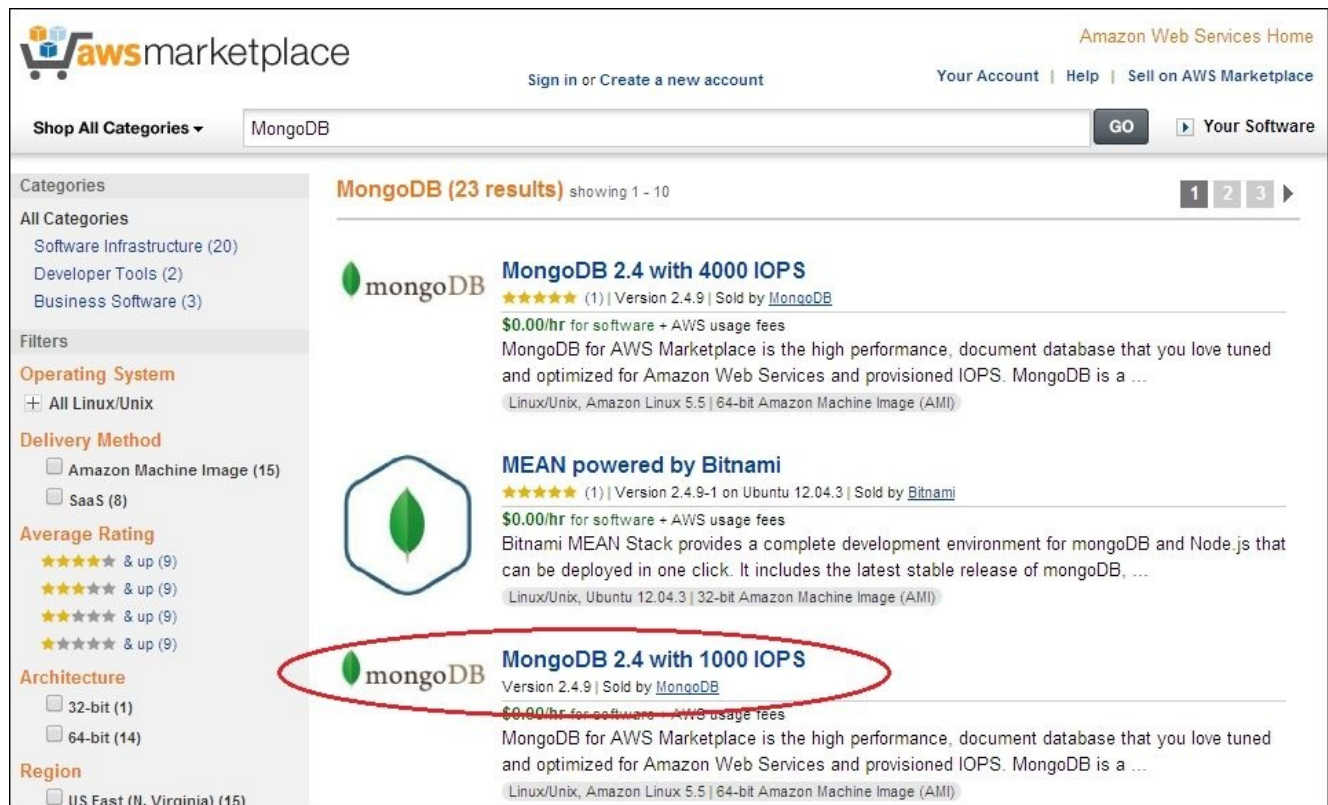 awsmarketplace
Amazon Web Services Home
Sign in or Create a new account
Your Account | Help | Sell on AWS Marketplace
Shop All Categories
MongoDB
GO
Your Software
Categories
All Categories
Software Infrastructure (20)
Developer Tools (2)
Business Software (3)
Filters
Operating System
All Linux/Unix
Delivery Method
Amazon Machine Image (15)
SaaS (8)
Average Rating
& up (9)
& up (9)
& up (9)
& up (9)
Architecture
32-bit (1)
64-bit (14)
Region
US East (N. Virginia) (15)
MongoDB (23 results) showing 1 - 10
1 2 3
mongoDB
MongoDB 2.4 with 4000 IOPS
(1) | Version 2.4.9 | Sold by MongoDB
$0.00/hr for software + AWS usage fees
MongoDB for AWS Marketplace is the high performance, document database that you love tuned
and optimized for Amazon Web Services and provisioned IOPS. MongoDB is a ...
Linux/Unix, Amazon Linux 5.5 | 64-bit Amazon Machine Image (AMI)
MEAN powered by Bitnami
(1) | Version 2.4.9-1 on Ubuntu 12.04.3 | Sold by Bitnami
$0.00/hr for software + AWS usage fees
Bitnami MEAN Stack provides a complete development environment for mongoDB and Node.js that
can be deployed in one click. It includes the latest stable release of mongoDB, ...
Linux/Unix, Ubuntu 12.04.3 | 32-bit Amazon Machine Image (AMI)
mongoDB
MongoDB 2.4 with 1000 IOPS
Version 2.4.9 | Sold by MongoDB
$0.00/hr for software + AWS usage fees
MongoDB for AWS Marketplace is the high performance, document database that you love tuned
and optimized for Amazon Web Services and provisioned IOPS. MongoDB is a ...
Linux/Unix, Amazon Linux 5.5 | 64-bit Amazon Machine Image (AMI)